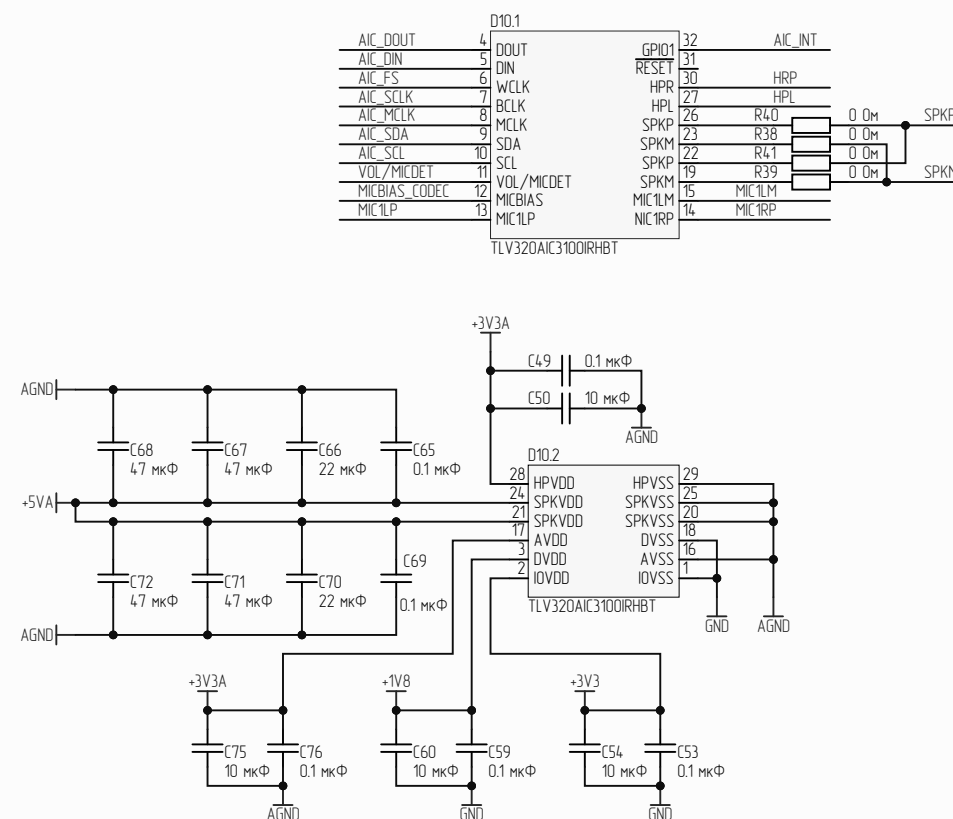 D10.1
AIC_DOUT 4 DOUT GPIO1 32 AIC_INT
AIC_DIN 5 DIN RESET 31
AIC_FS 6 WCLK HPR 30 HRP
AIC_SCLK 7 BCLK HPL 27 HPL
AIC_MCLK 8 MCLK SPKP 26 R40 0 Ом SPKP
AIC_SDA 9 SDA SPKM 23 R38 0 Ом
AIC_SCL 10 SCL SPKP 22 R41 0 Ом
VOL/MICDET 11 VOL/MICDET SPKM 19 R39 0 Ом SPKM
MICBIAS_CODEC 12 MICBIAS MIC1LM 15 MIC1LM
MIC1LP 13 MIC1LP NIC1RP 14 MIC1RP
TLV320AIC3100IRHBT
+3V3A
C49 0.1 мкФ
C50 10 мкФ
AGND
AGND
C68 47 мкФ
C67 47 мкФ
C66 22 мкФ
C65 0.1 мкФ
+5VA
C72 47 мкФ
C71 47 мкФ
C70 22 мкФ
C69 0.1 мкФ
AGND
D10.2
28 HPVDD HPVSS 29
24 SPKVDD SPKVSS 25
21 SPKVDD SPKVSS 20
17 AVDD DVSS 18
3 DVDD AVSS 16
2 IOVDD IOVSS 1
TLV320AIC3100IRHBT
GND AGND
+3V3A
C75 10 мкФ
C76 0.1 мкФ
AGND
+1V8
C60 10 мкФ
C59 0.1 мкФ
GND
+3V3
C54 10 мкФ
C53 0.1 мкФ
GND